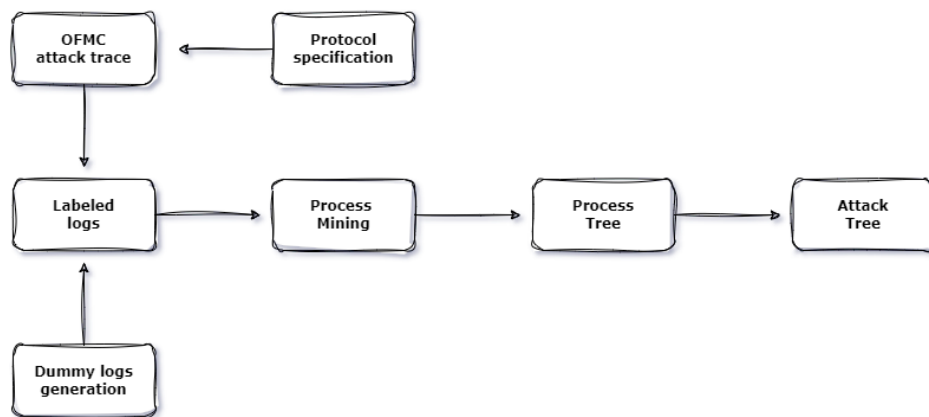 OFMC
attack trace
Protocol
specification
Labeled
logs
Process
Mining
Process
Tree
Attack
Tree
Dummy logs
generation